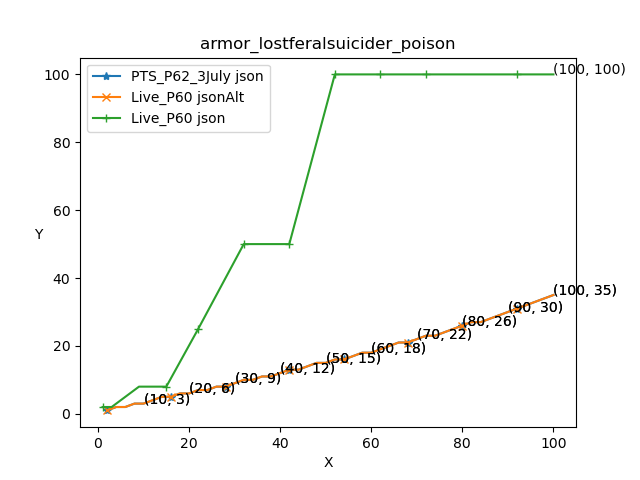 armor_lostferalsuicider_poison
PTS_P62_3July json
Live_P60 jsonAlt
Live_P60 json
(100, 100)
(100, 35)
(90, 30)
(80, 26)
(70, 22)
(60, 18)
(50, 15)
(40, 12)
(30, 9)
(20, 6)
(10, 3)
Y
100
80
60
40
20
0
0 20 40 60 80 100
X